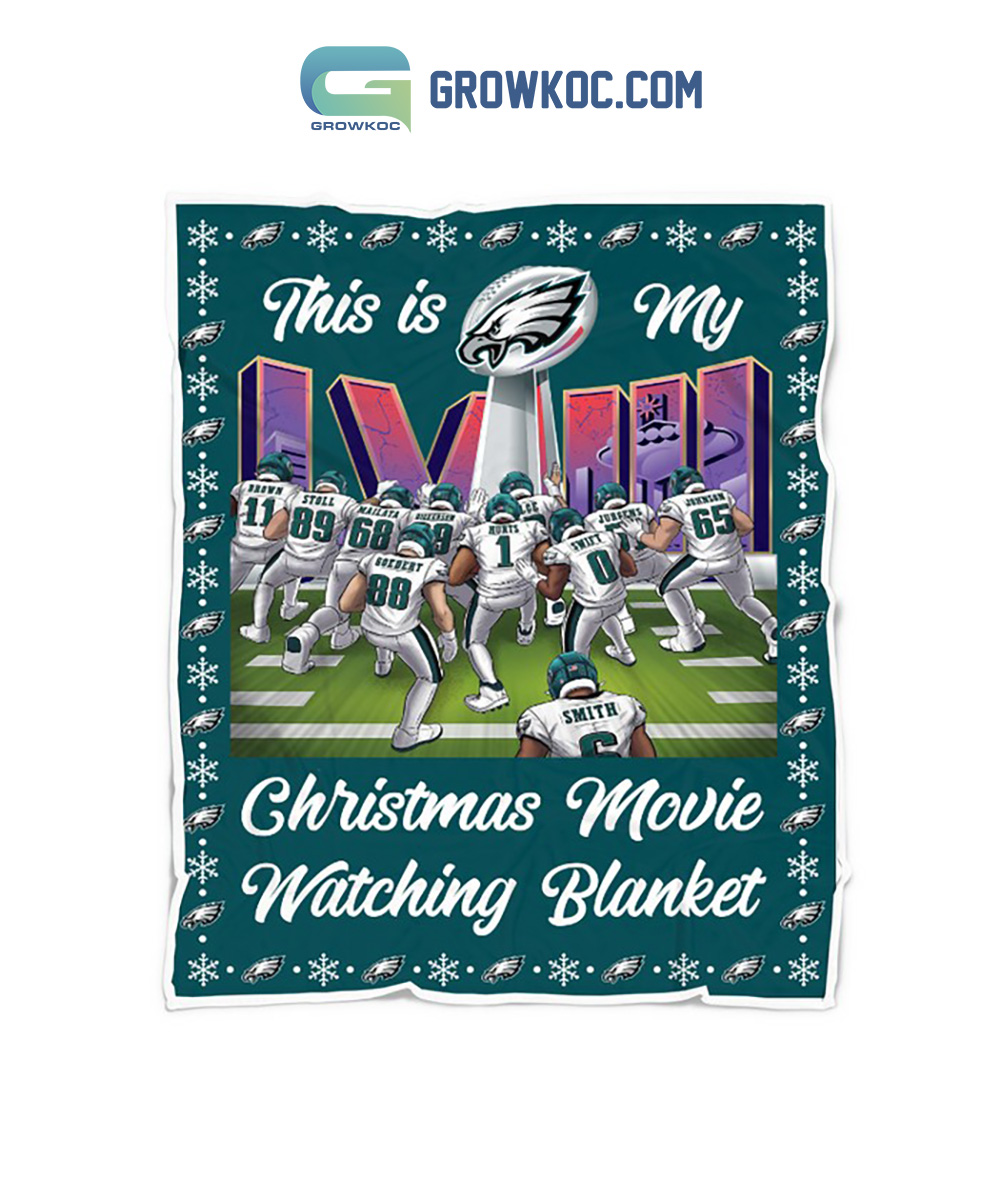 GROWKOC
GROWKOC.COM
This is My
LVIII
BROWN
11
STOLL
89
MAILATA
68
DICKERSON
HURTS
1
JURGENS
JOHNSON
65
GOEDERT
88
SWIFT
0
SMITH
6
Christmas Movie
Watching Blanket